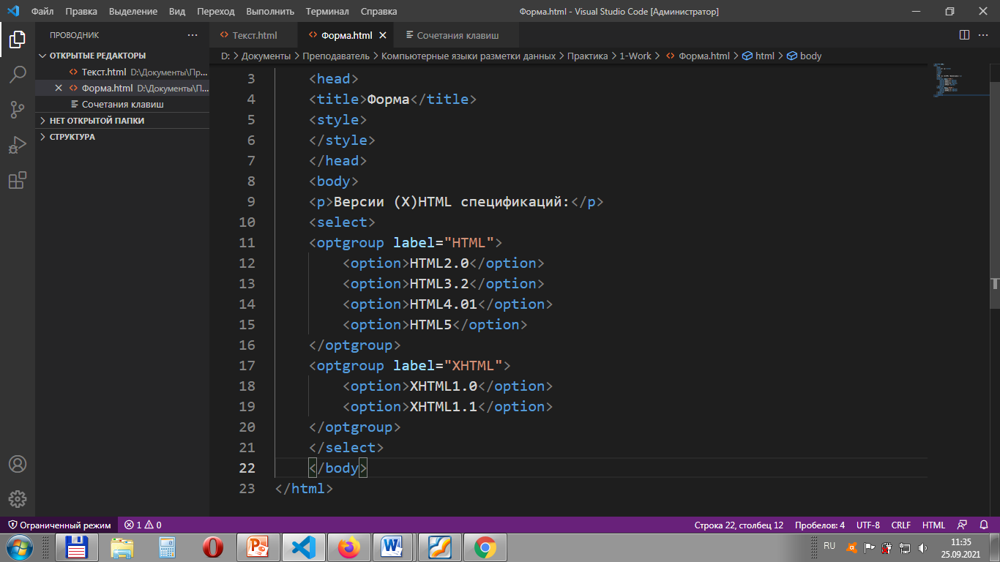 Файл Правка Выделение Вид Переход Выполнить Терминал Справка Форма.html - Visual Studio Code [Администратор]
ПРОВОДНИК ...
ОТКРЫТЫЕ РЕДАКТОРЫ
Текст.html D:\Документы\Пр...
Форма.html D:\Документы\П...
Сочетания клавиш
НЕТ ОТКРЫТОЙ ПАПКИ
СТРУКТУРА
Текст.html Форма.html Сочетания клавиш
D: > Документы > Преподаватель > Компьютерные языки разметки данных > Практика > 1-Work > Форма.html > html > body
3 <head>
4 <title>Форма</title>
5 <style>
6 </style>
7 </head>
8 <body>
9 <p>Версии (X)HTML спецификаций:</p>
10 <select>
11 <optgroup label="HTML">
12 <option>HTML2.0</option>
13 <option>HTML3.2</option>
14 <option>HTML4.01</option>
15 <option>HTML5</option>
16 </optgroup>
17 <optgroup label="XHTML">
18 <option>XHTML1.0</option>
19 <option>XHTML1.1</option>
20 </optgroup>
21 </select>
22 </body>
23 </html>
Ограниченный режим 1 0 Строка 22, столбец 12 Пробелов: 4 UTF-8 CRLF HTML
RU 11:35
25.09.2021